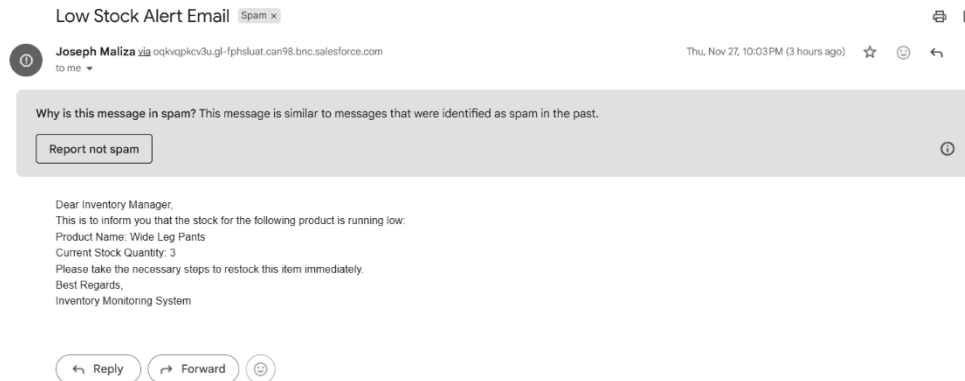 Low Stock Alert Email Spam ×
Joseph Maliza via oqkvqpkcv3u.gl-fphsluat.can98.bnc.salesforce.com
Thu, Nov 27, 10:03 PM (3 hours ago)
to me
Why is this message in spam? This message is similar to messages that were identified as spam in the past.
Report not spam
Dear Inventory Manager,
This is to inform you that the stock for the following product is running low:
Product Name: Wide Leg Pants
Current Stock Quantity: 3
Please take the necessary steps to restock this item immediately.
Best Regards,
Inventory Monitoring System
Reply Forward